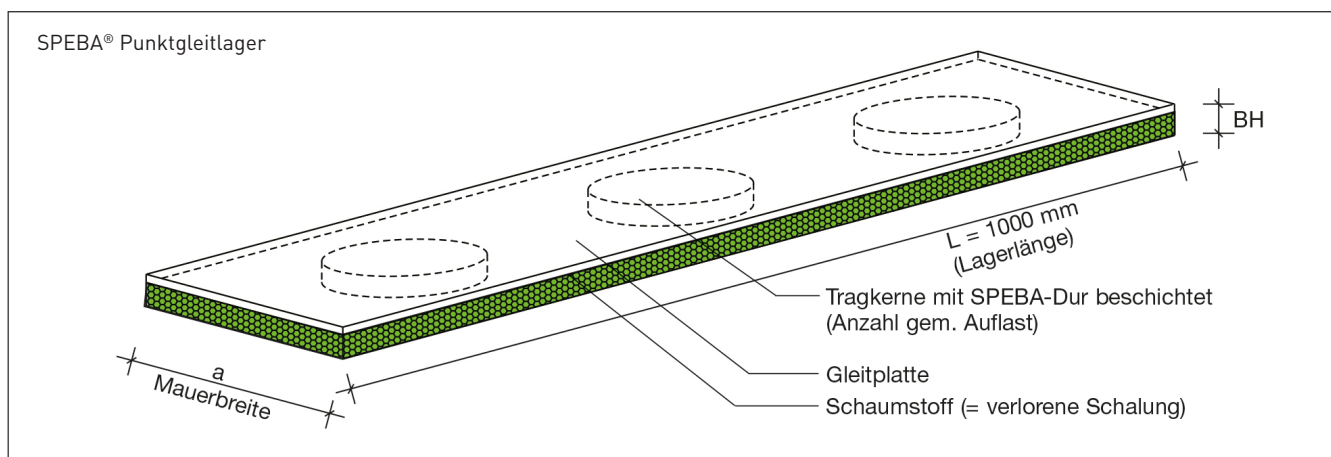 SPEBA® Punktgleitlager
BH
L = 1000 mm
(Lagerlänge)
Tragkerne mit SPEBA-Dur beschichtet
(Anzahl gem. Auflast)
Gleitplatte
Schaumstoff (= verlorene Schalung)
a
Mauerbreite